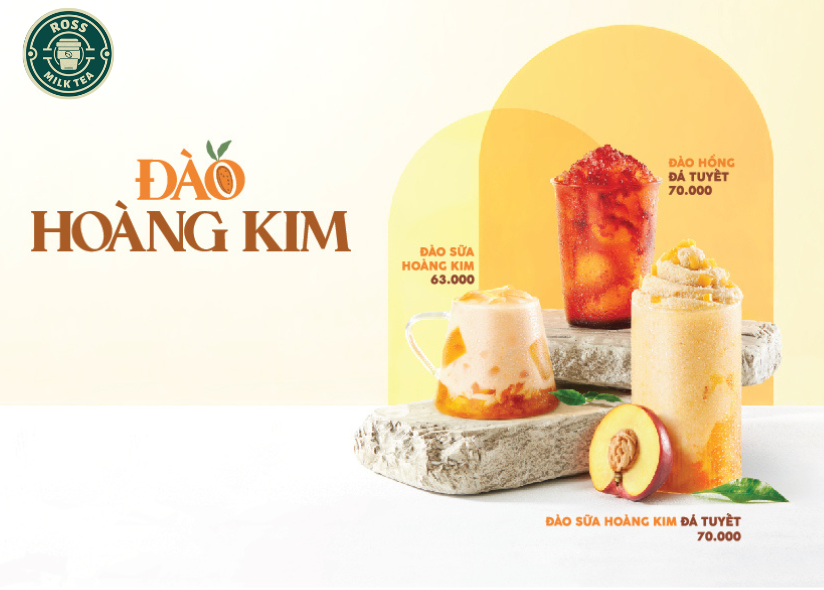 ROSS
MILK TEA
ĐÀO
HOÀNG KIM
ĐÀO HỒNG
ĐÁ TUYẾT
70.000
ĐÀO SỮA
HOÀNG KIM
63.000
ĐÀO SỮA HOÀNG KIM ĐÁ TUYẾT
70.000